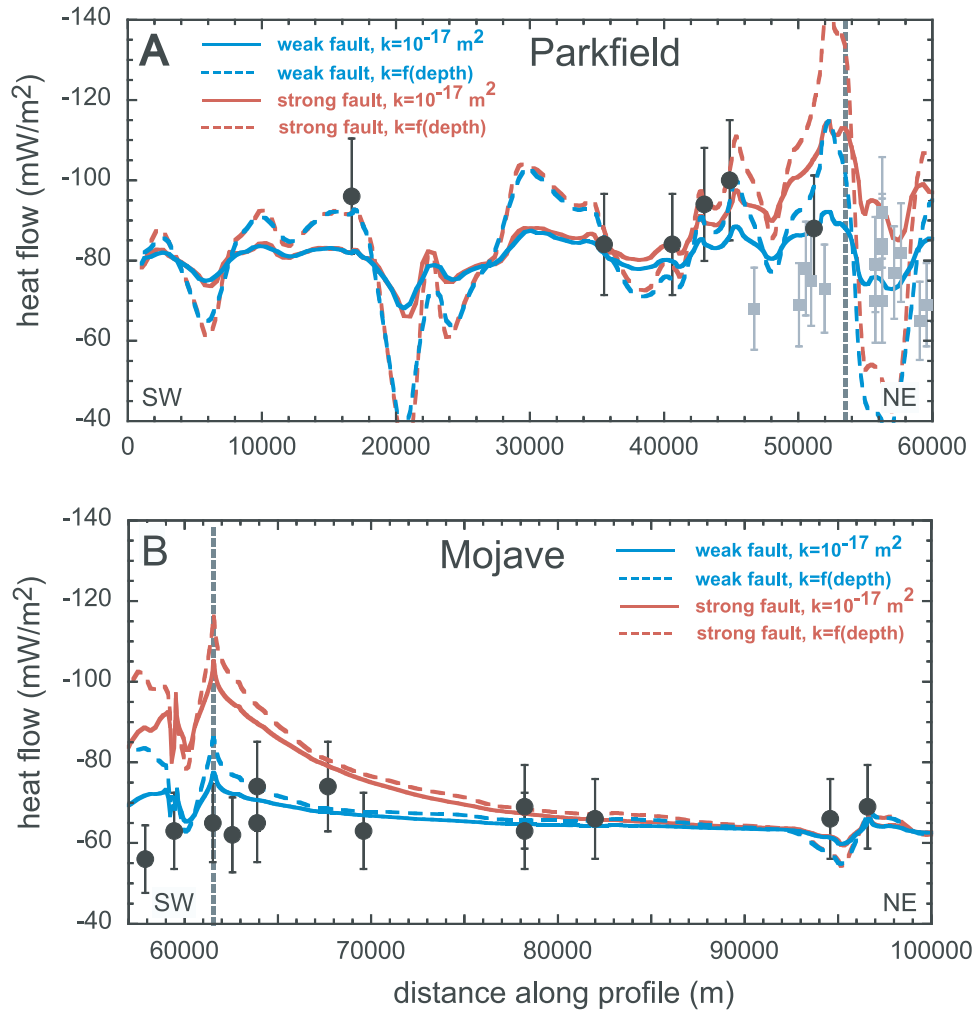 A
Parkfield
weak fault, k=10⁻¹⁷ m²
weak fault, k=f(depth)
strong fault, k=10⁻¹⁷ m²
strong fault, k=f(depth)
heat flow (mW/m²)
-140
-120
-100
-80
-60
-40
SW
NE
0 10000 20000 30000 40000 50000 60000
B
Mojave
weak fault, k=10⁻¹⁷ m²
weak fault, k=f(depth)
strong fault, k=10⁻¹⁷ m²
strong fault, k=f(depth)
heat flow (mW/m²)
-140
-120
-100
-80
-60
-40
SW
NE
60000 70000 80000 90000 100000
distance along profile (m)